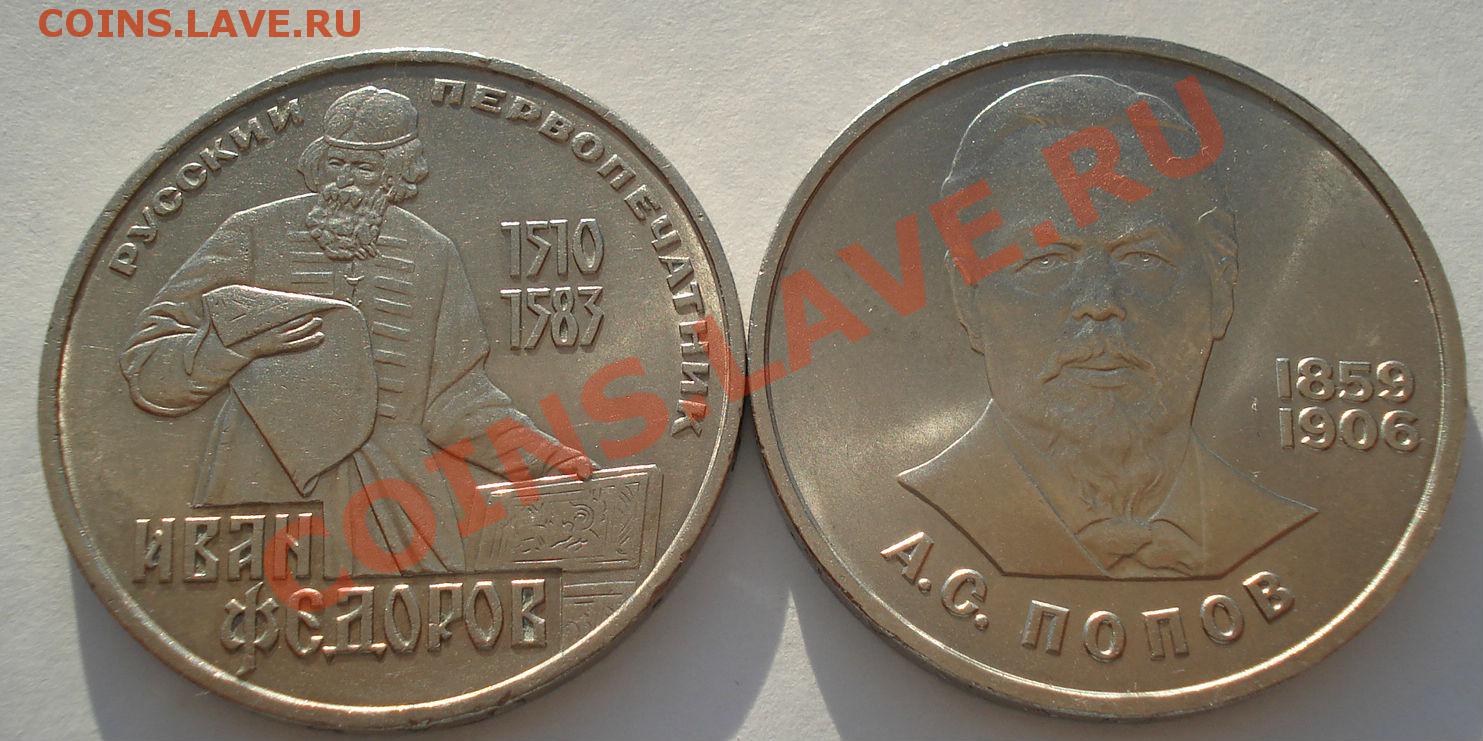 COINS.LAVE.RU
РУССКИЙ ПЕРВОПЕЧАТНИК
1510
1583
ИВАН
ФЕДОРОВ
1859
1906
А.С. ПОПОВ
COINS.LAVE.RU